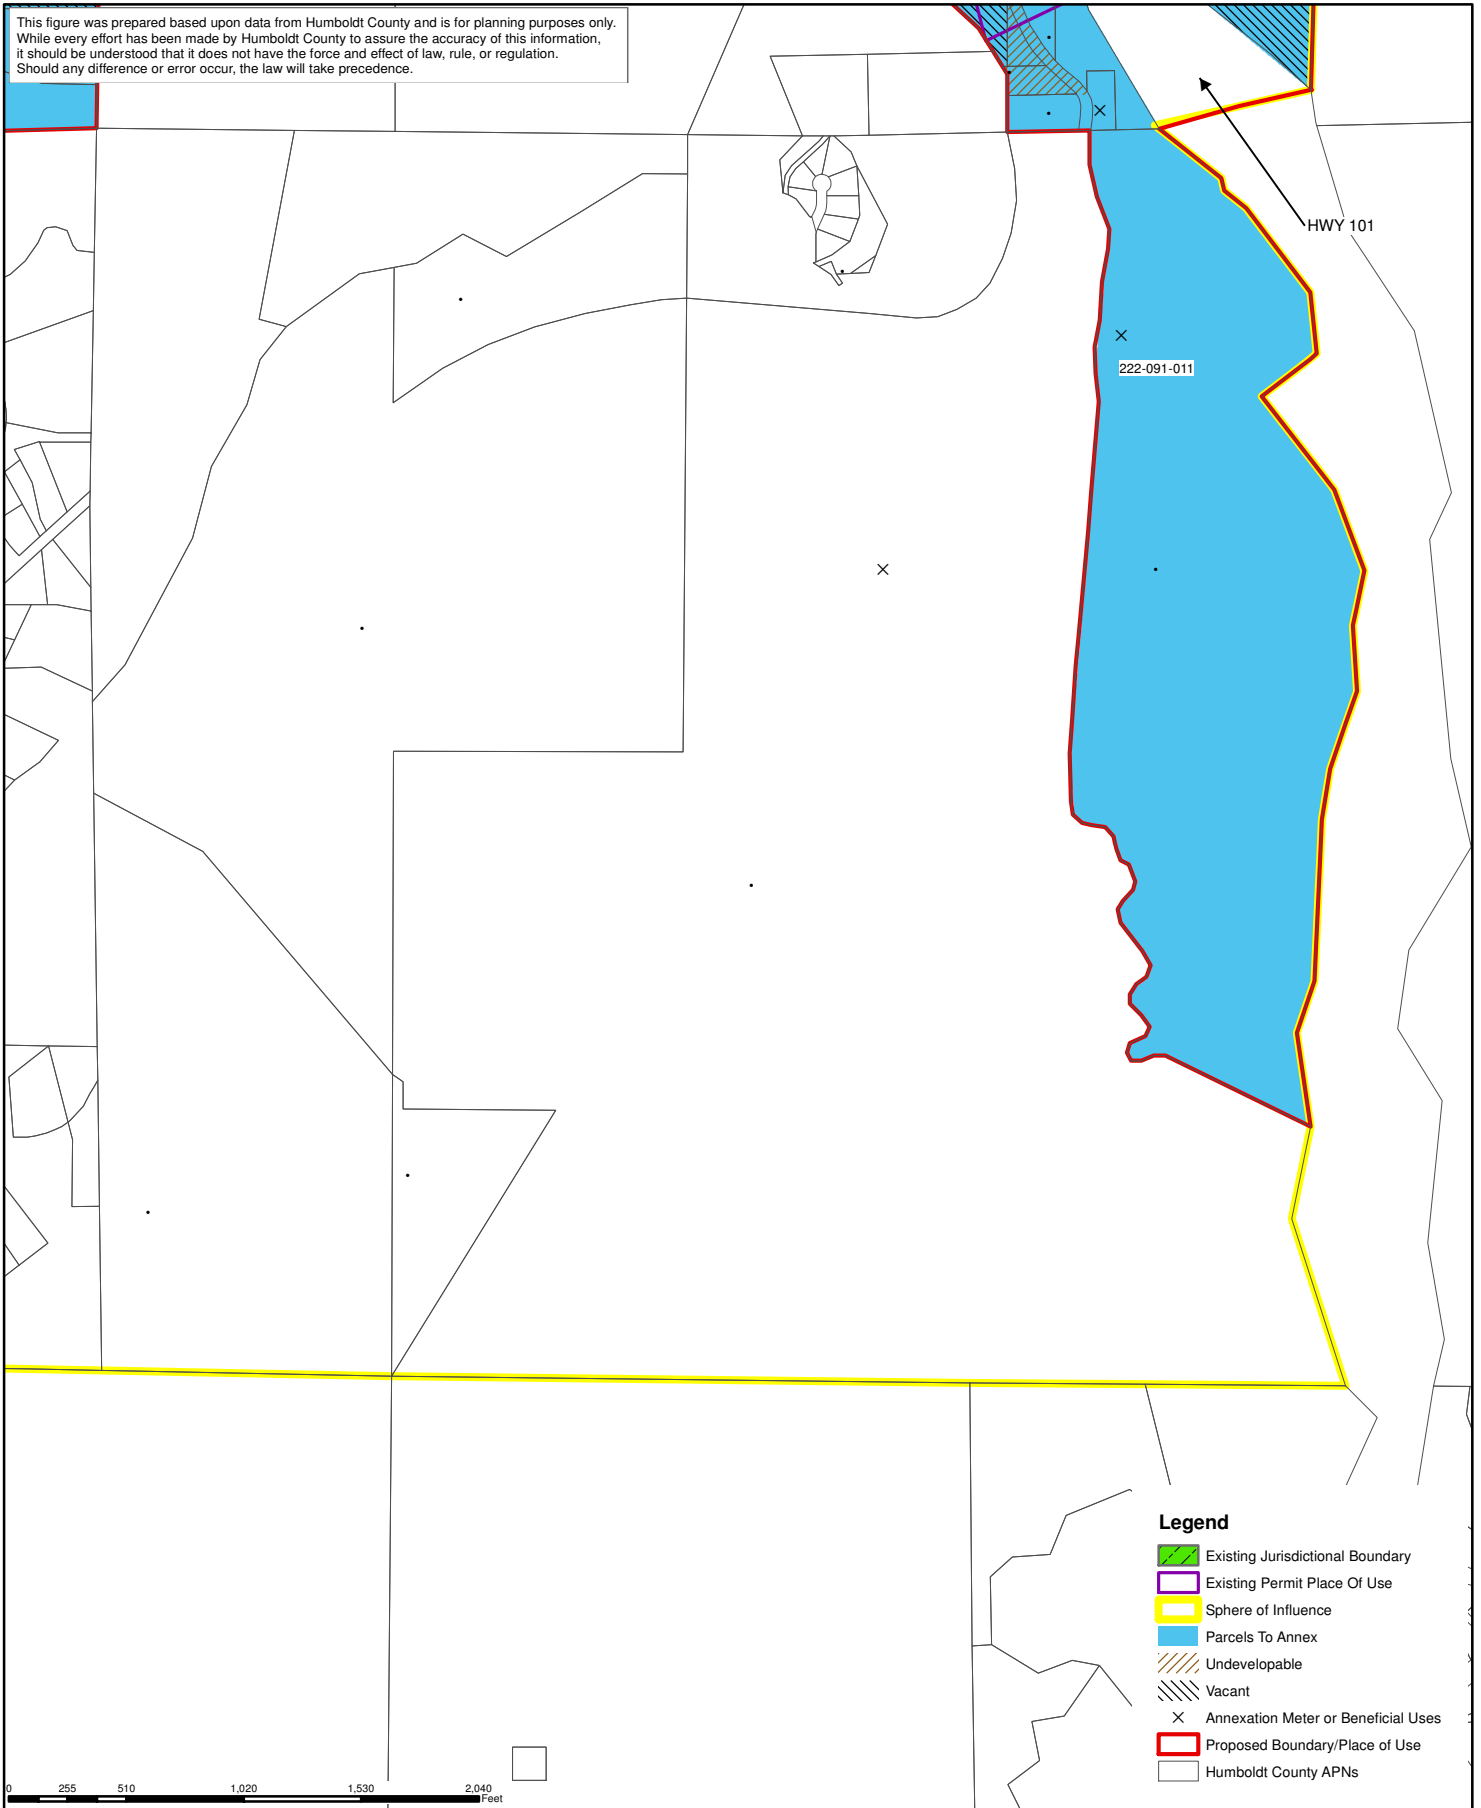 This figure was prepared based upon data from Humboldt County and is for planning purposes only.
While every effort has been made by Humboldt County to assure the accuracy of this information,
it should be understood that it does not have the force and effect of law, rule, or regulation.
Should any difference or error occur, the law will take precedence.
HWY 101
222-091-011
Legend
Existing Jurisdictional Boundary
Existing Permit Place Of Use
Sphere of Influence
Parcels To Annex
Undevelopable
Vacant
Annexation Meter or Beneficial Uses
Proposed Boundary/Place of Use
Humboldt County APNs
0 255 510 1,020 1,530 2,040
Feet